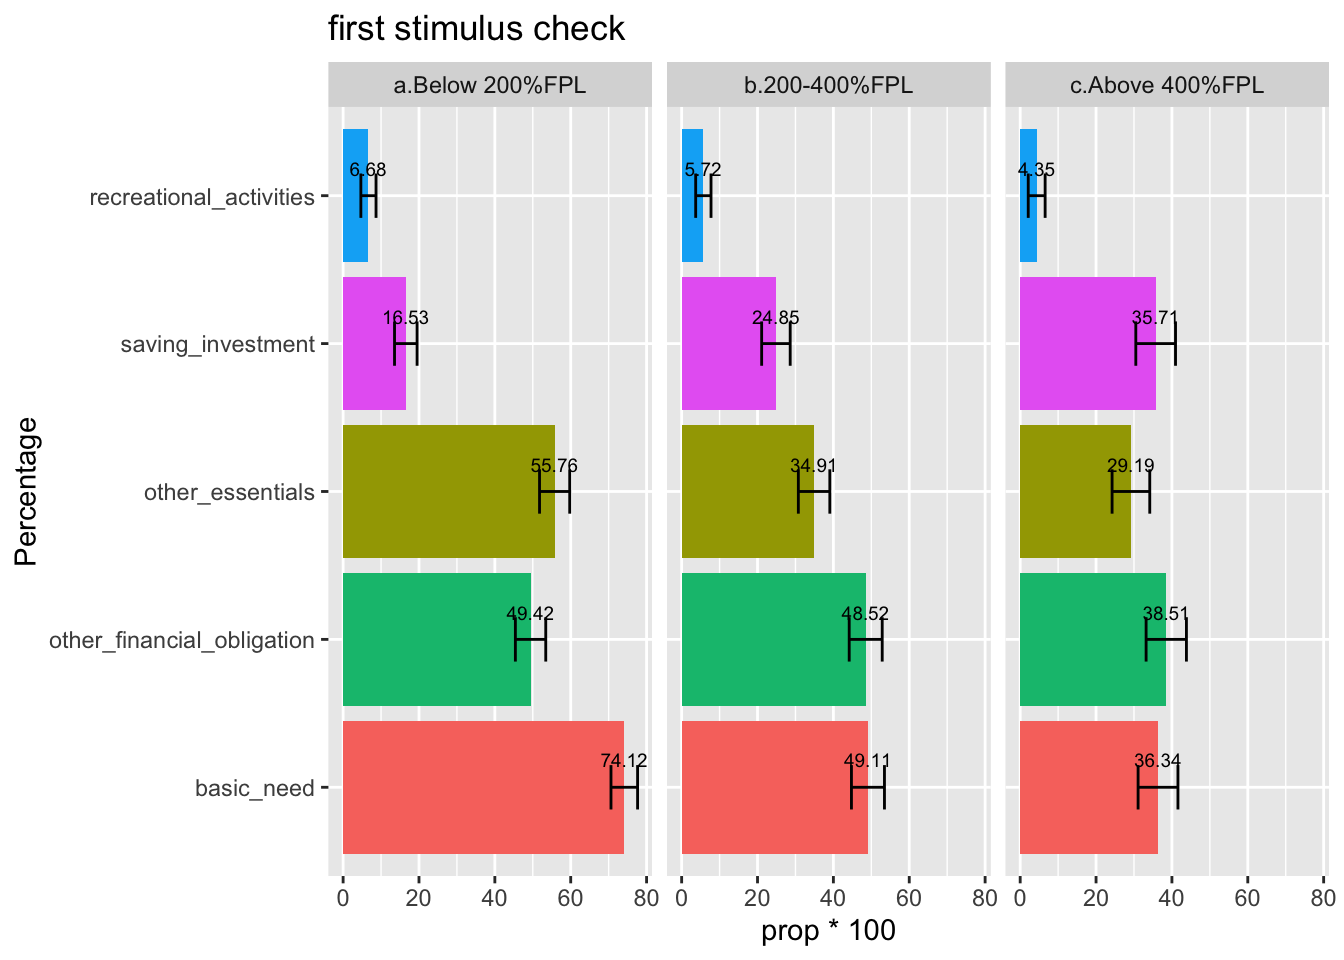 first stimulus check
a.Below 200%FPL
b.200-400%FPL
c.Above 400%FPL
Percentage
recreational_activities
6.68
5.72
4.35
saving_investment
16.53
24.85
35.71
other_essentials
55.76
34.91
29.19
other_financial_obligation
49.42
48.52
38.51
basic_need
74.12
49.11
36.34
0 20 40 60 80
0 20 40 60 80
0 20 40 60 80
prop * 100